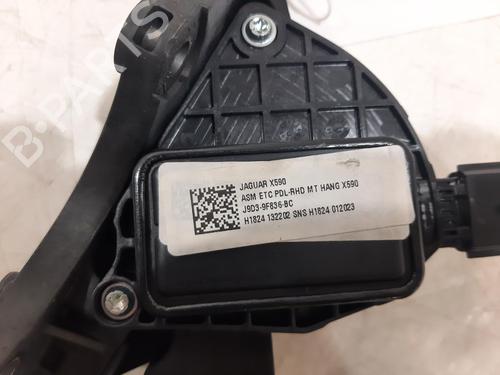 JAGUAR X590
ASM ETC PDL-RHD MT HANG X590
J9D3-9F836-BC
H1824 132202 SNS H1824 012023
B-PARTS